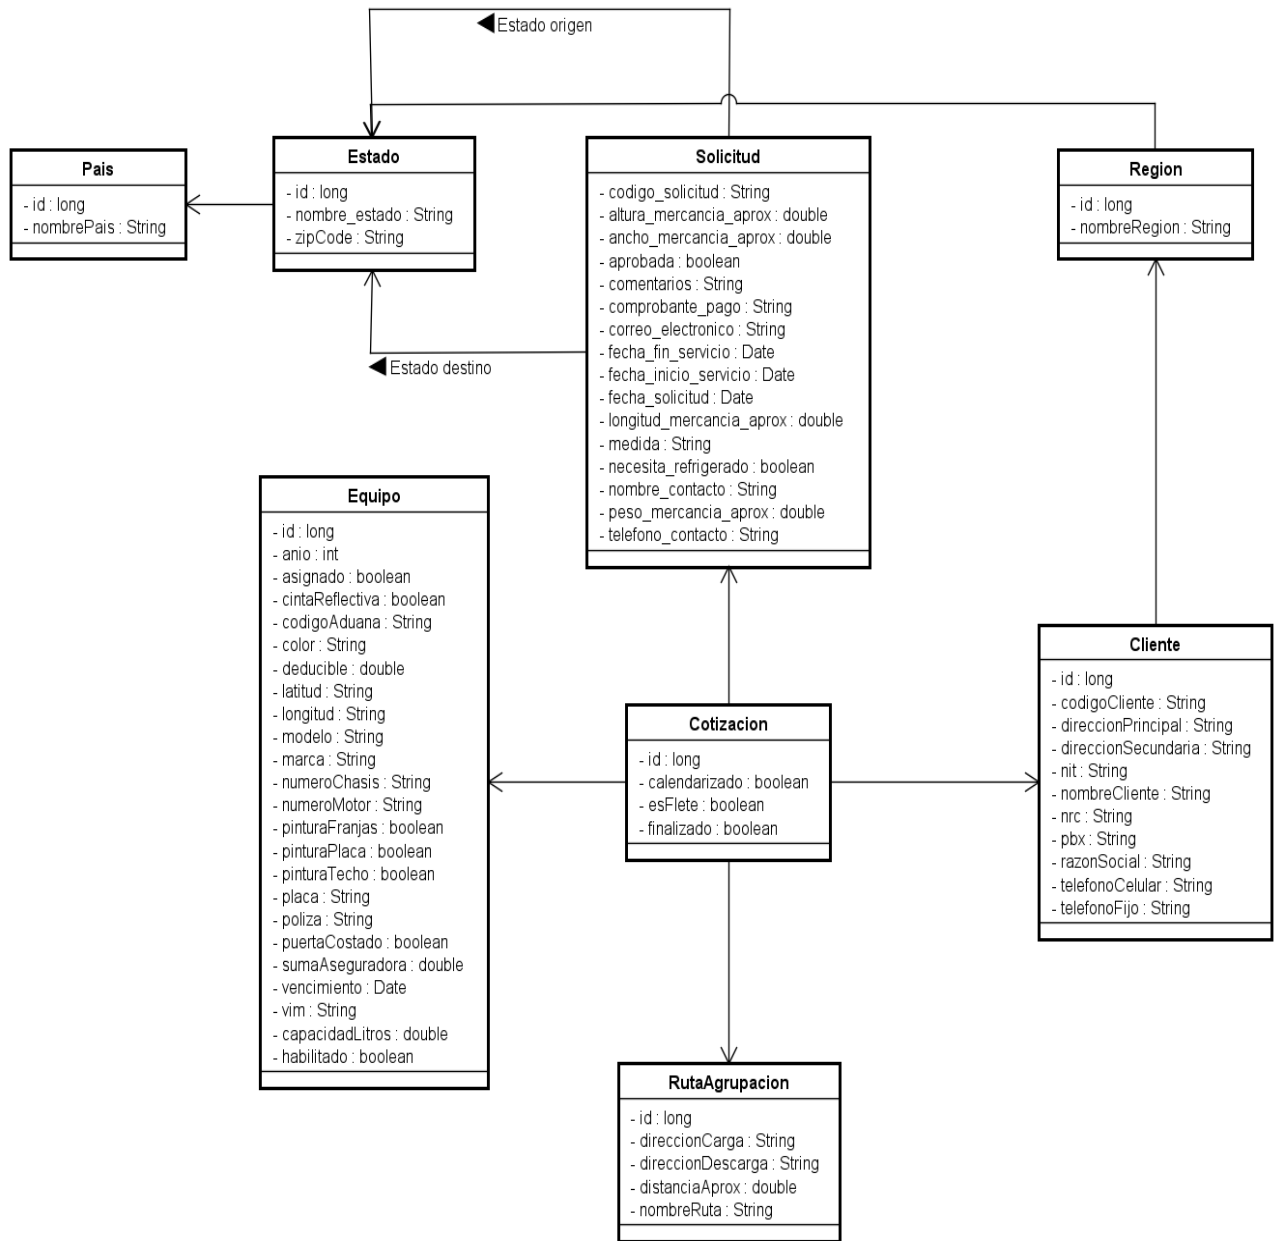 Estado origen
Pais
- id : long
- nombrePais : String
Estado
- id : long
- nombre_estado : String
- zipCode : String
Solicitud
- codigo_solicitud : String
- altura_mercancia_aprox : double
- ancho_mercancia_aprox : double
- aprobada : boolean
- comentarios : String
- comprobante_pago : String
- correo_electronico : String
- fecha_fin_servicio : Date
- fecha_inicio_servicio : Date
- fecha_solicitud : Date
- longitud_mercancia_aprox : double
- medida : String
- necesita_refrigerado : boolean
- nombre_contacto : String
- peso_mercancia_aprox : double
- telefono_contacto : String
Region
- id : long
- nombreRegion : String
Estado destino
Equipo
- id : long
- anio : int
- asignado : boolean
- cintaReflectiva : boolean
- codigoAduana : String
- color : String
- deducible : double
- latitud : String
- longitud : String
- modelo : String
- marca : String
- numeroChasis : String
- numeroMotor : String
- pinturaFranjas : boolean
- pinturaPlaca : boolean
- pinturaTecho : boolean
- placa : String
- poliza : String
- puertaCostado : boolean
- sumaAseguradora : double
- vencimiento : Date
- vim : String
- capacidadLitros : double
- habilitado : boolean
Cotizacion
- id : long
- calendarizado : boolean
- esFlete : boolean
- finalizado : boolean
Cliente
- id : long
- codigoCliente : String
- direccionPrincipal : String
- direccionSecundaria : String
- nit : String
- nombreCliente : String
- nrc : String
- pbx : String
- razonSocial : String
- telefonoCelular : String
- telefonoFijo : String
RutaAgrupacion
- id : long
- direccionCarga : String
- direccionDescarga : String
- distanciaAprox : double
- nombreRuta : String